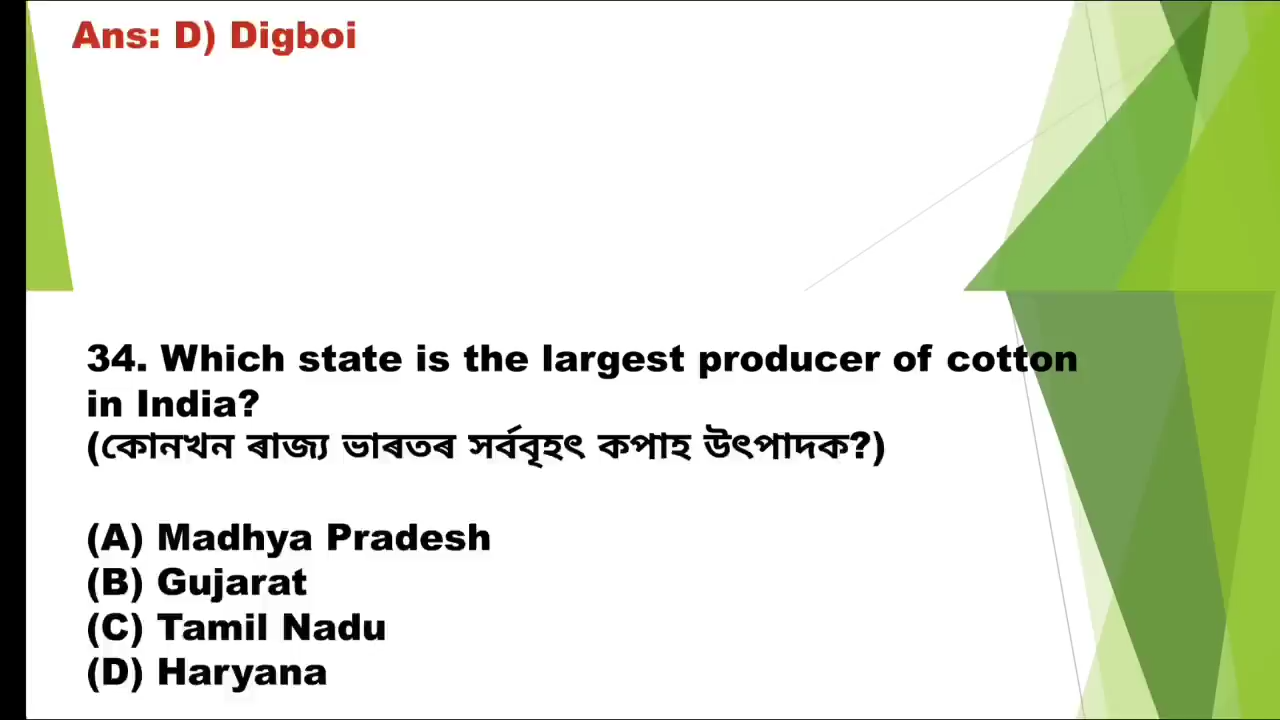 Ans: D) Digboi
34. Which state is the largest producer of cotton
in India?
(কোনখন ৰাজ্য ভাৰতৰ সৰ্ববৃহৎ কপাহ উৎপাদক?)
(A) Madhya Pradesh
(B) Gujarat
(C) Tamil Nadu
(D) Haryana